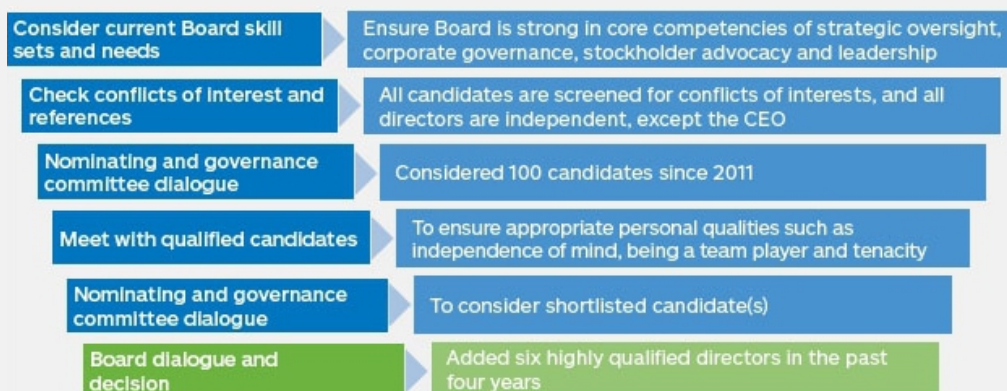 Consider current Board skill
sets and needs
Ensure Board is strong in core competencies of strategic oversight,
corporate governance, stockholder advocacy and leadership
Check conflicts of interest and
references
All candidates are screened for conflicts of interests, and all
directors are independent, except the CEO
Nominating and governance
committee dialogue
Considered 100 candidates since 2011
Meet with qualified candidates
To ensure appropriate personal qualities such as
independence of mind, being a team player and tenacity
Nominating and governance
committee dialogue
To consider shortlisted candidate(s)
Board dialogue and
decision
Added six highly qualified directors in the past
four years